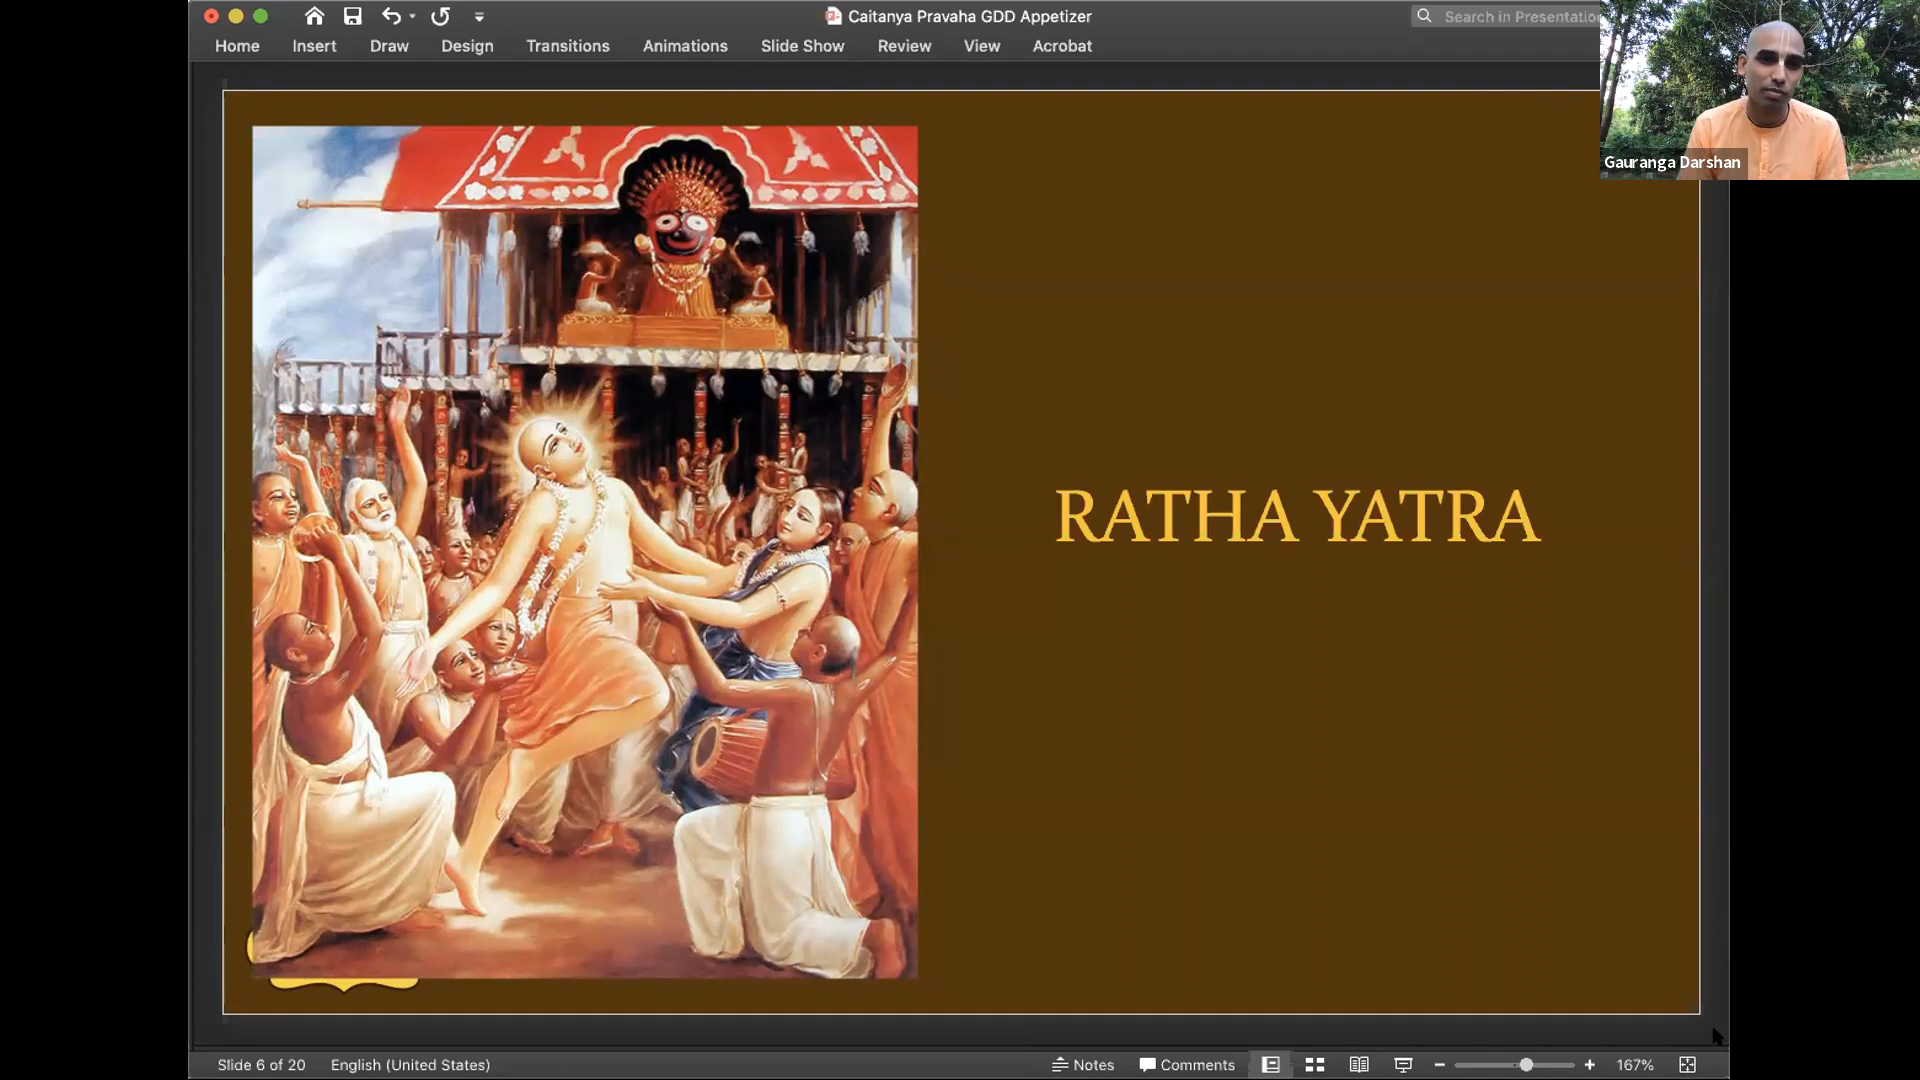 Caitanya Pravaha GDD Appetizer
Search in Presentation
Home Insert Draw Design Transitions Animations Slide Show Review View Acrobat
Gauranga Darshan
RATHA YATRA
Slide 6 of 20 English (United States) Notes Comments 167%